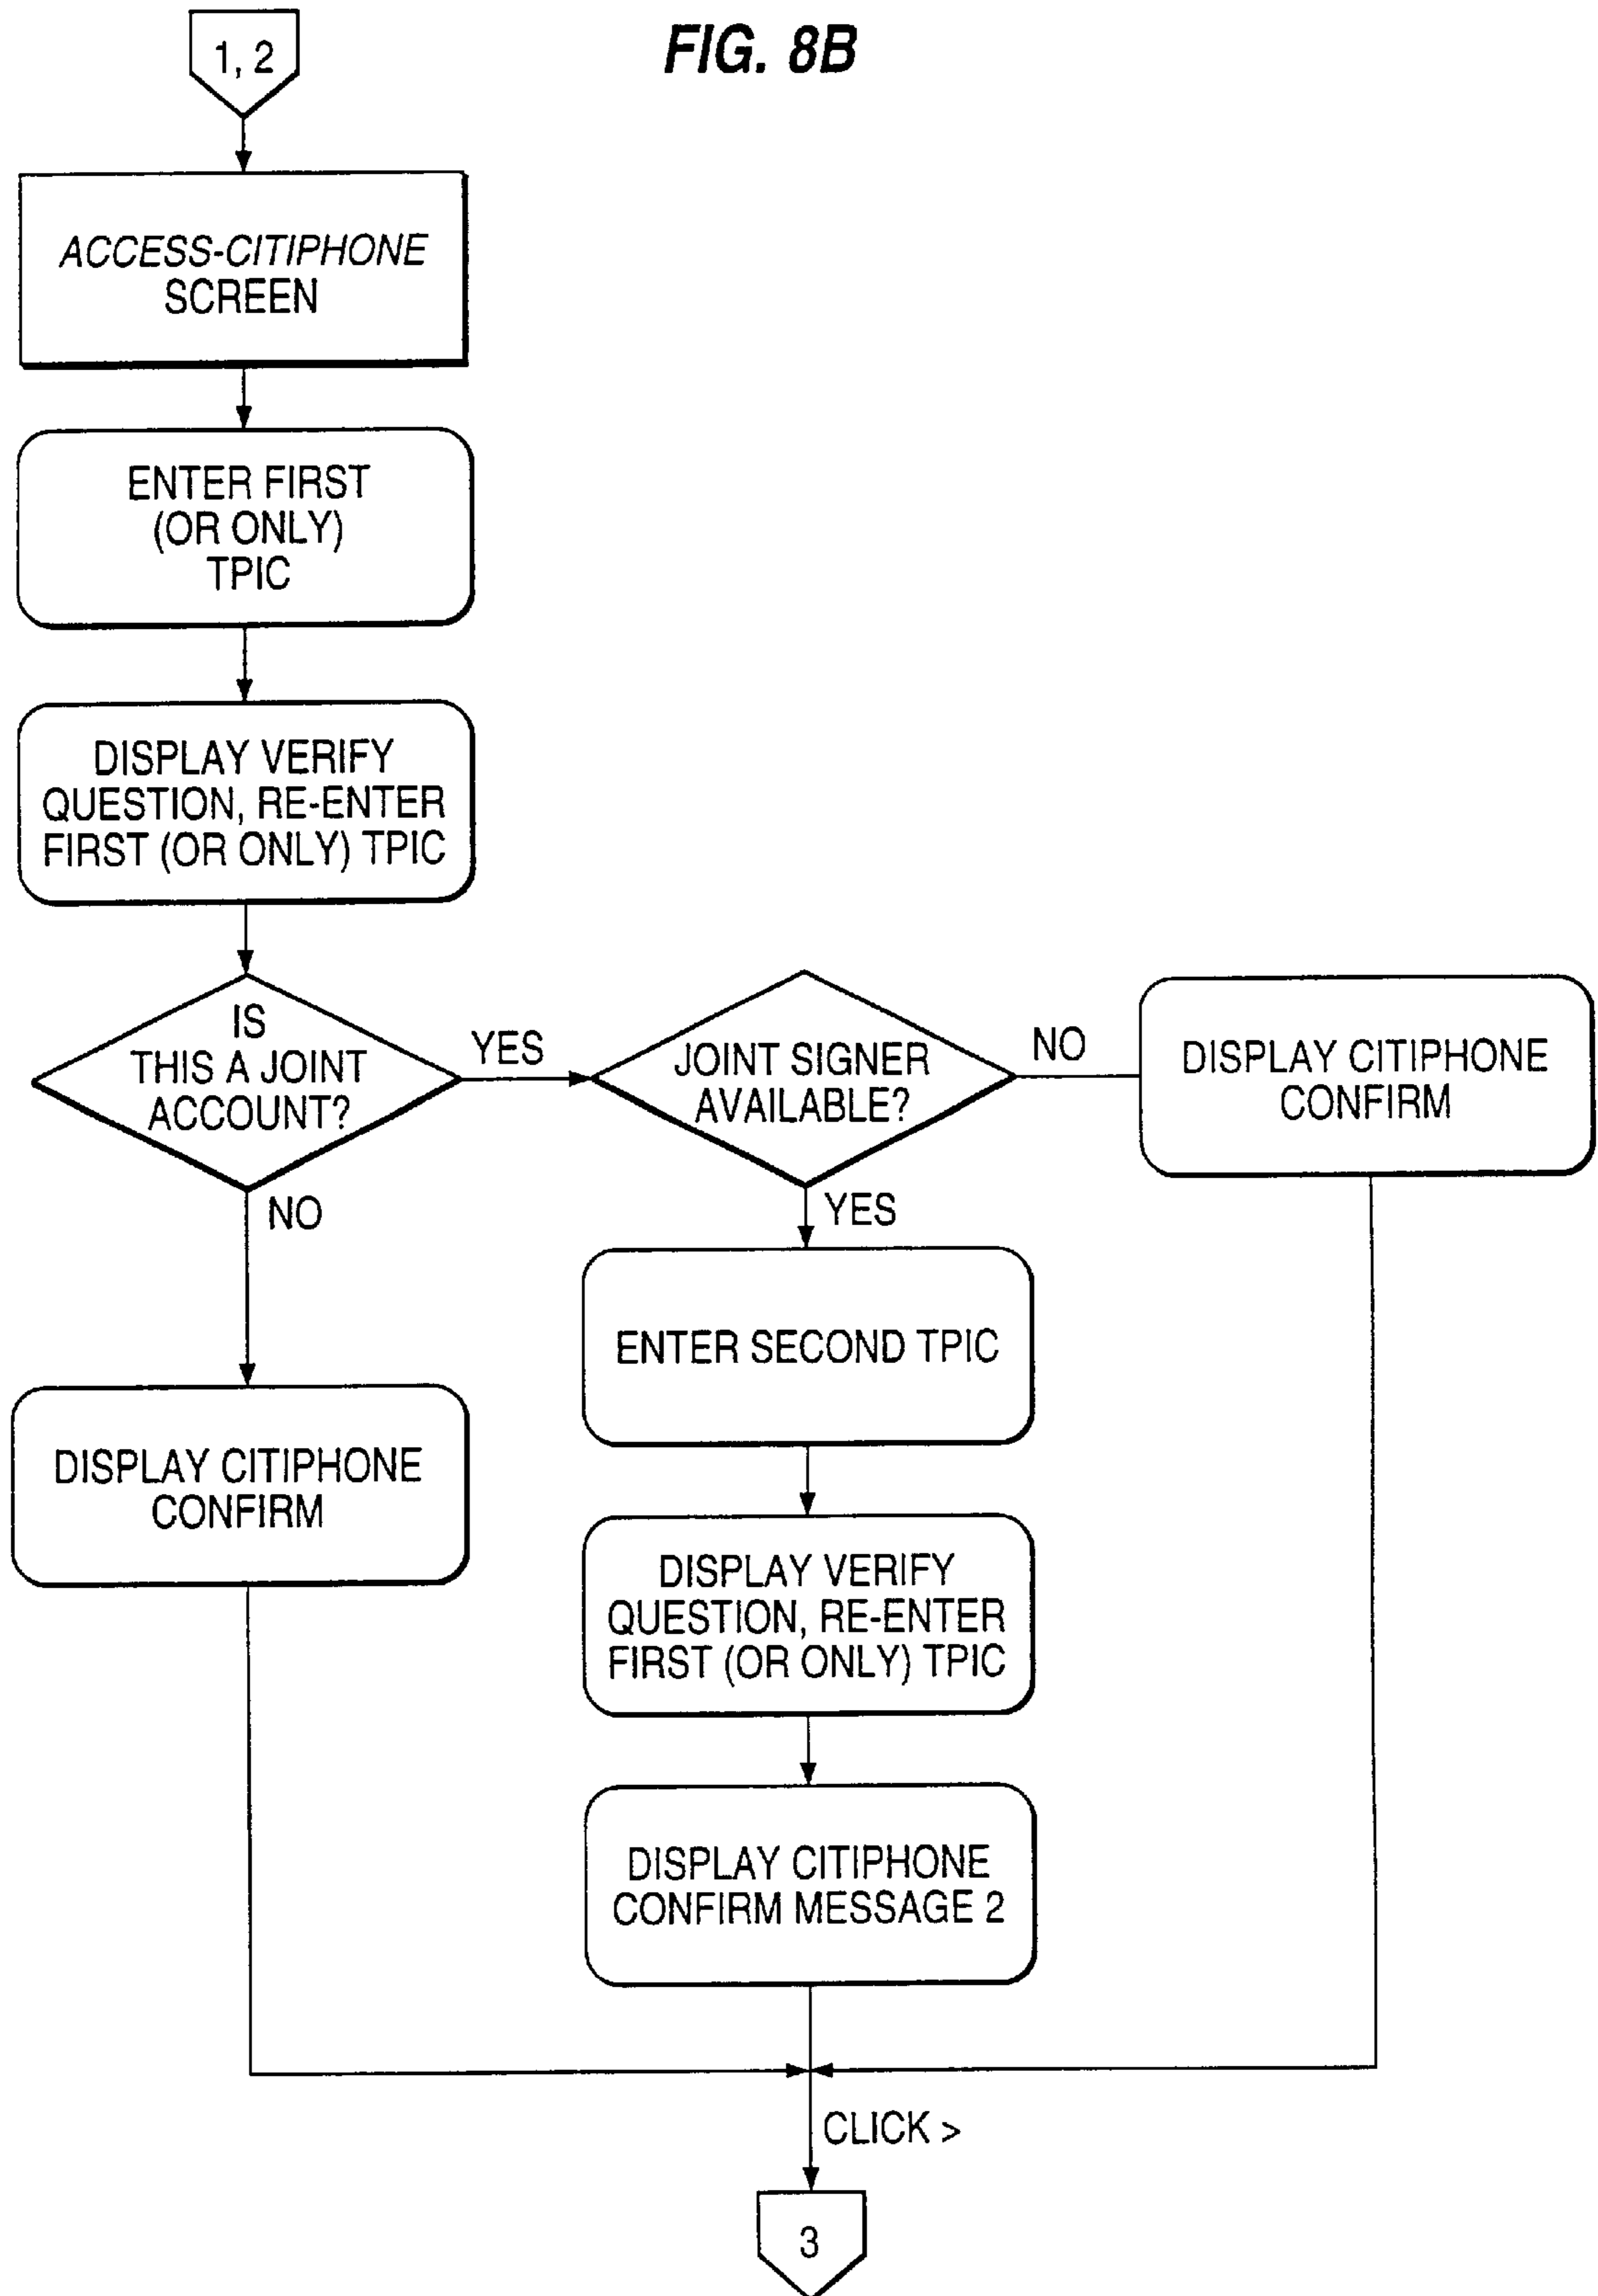 FIG. 8B
1, 2
ACCESS-CITIPHONE
SCREEN
ENTER FIRST
(OR ONLY)
TPIC
DISPLAY VERIFY
QUESTION, RE-ENTER
FIRST (OR ONLY) TPIC
IS
THIS A JOINT
ACCOUNT?
YES
JOINT SIGNER
AVAILABLE?
NO
DISPLAY CITIPHONE
CONFIRM
NO
YES
ENTER SECOND TPIC
DISPLAY CITIPHONE
CONFIRM
DISPLAY VERIFY
QUESTION, RE-ENTER
FIRST (OR ONLY) TPIC
DISPLAY CITIPHONE
CONFIRM MESSAGE 2
CLICK >
3